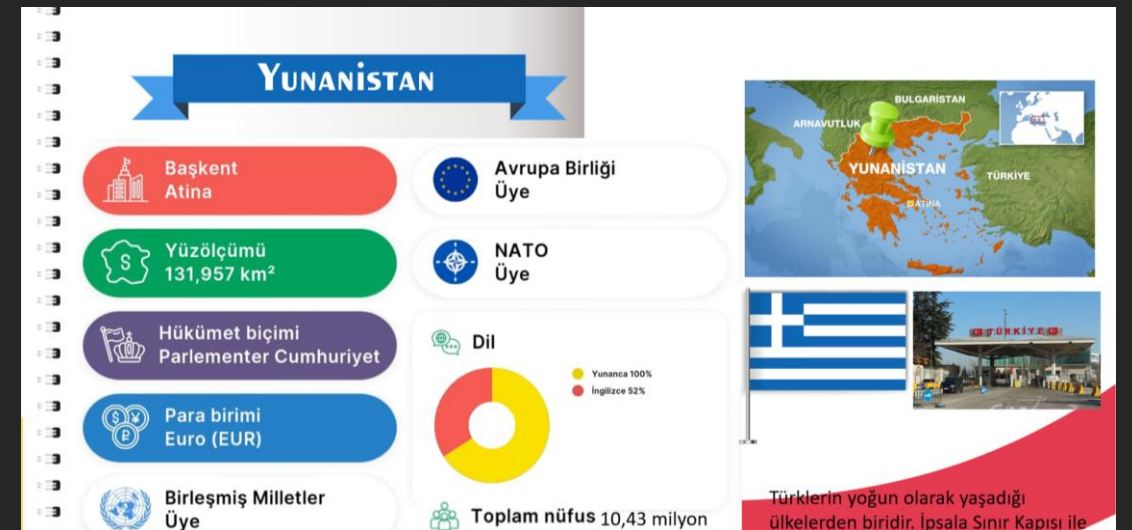 YUNANİSTAN
Başkent
Atina
Yüzölçümü
131,957 km²
Hükümet biçimi
Parlementer Cumhuriyet
Para birimi
Euro (EUR)
Birleşmiş Milletler
Üye
Avrupa Birliği
Üye
NATO
Üye
Dil
Yunanca 100%
İngilizce 52%
Toplam nüfus 10,43 milyon
BULGARİSTAN
ARNAVUTLUK
YUNANİSTAN
TÜRKİYE
ATİNA
TÜRKİYE
Türklerin yoğun olarak yaşadığı
ülkelerden biridir. İpsala Sınır Kapısı ile